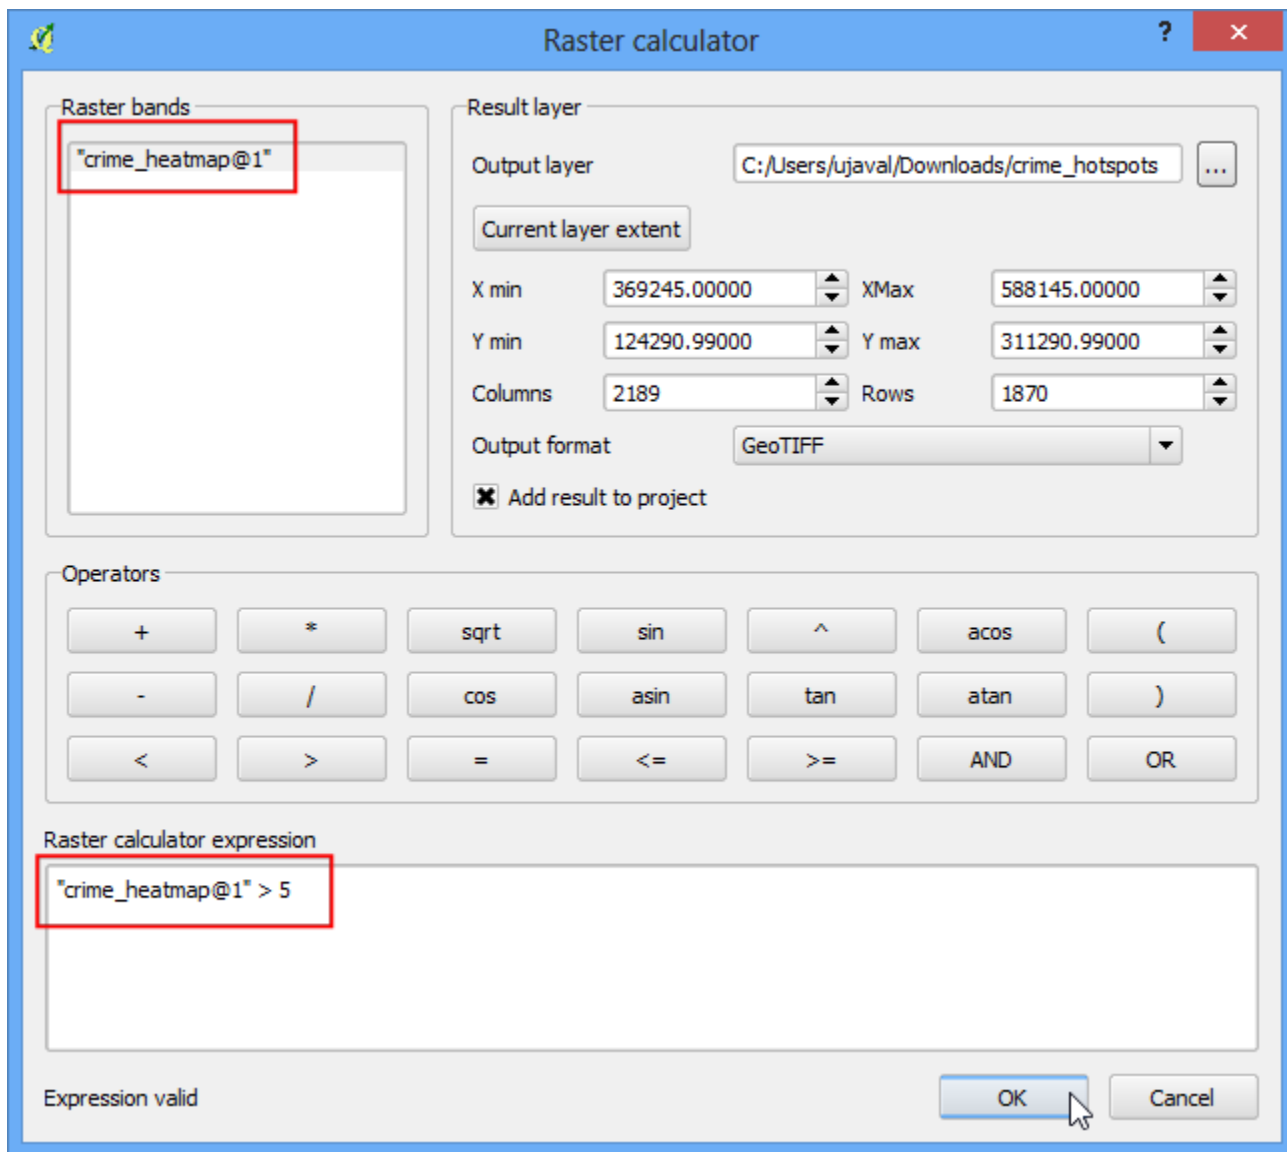 Raster calculator
?
Raster bands
"crime_heatmap@1"
Result layer
Output layer C:/Users/ujaval/Downloads/crime_hotspots ...
Current layer extent
X min 369245.00000 XMax 588145.00000
Y min 124290.99000 Y max 311290.99000
Columns 2189 Rows 1870
Output format GeoTIFF
Add result to project
Operators
+ * sqrt sin ^ acos (
- / cos asin tan atan )
< > = <= >= AND OR
Raster calculator expression
"crime_heatmap@1" > 5
Expression valid OK Cancel